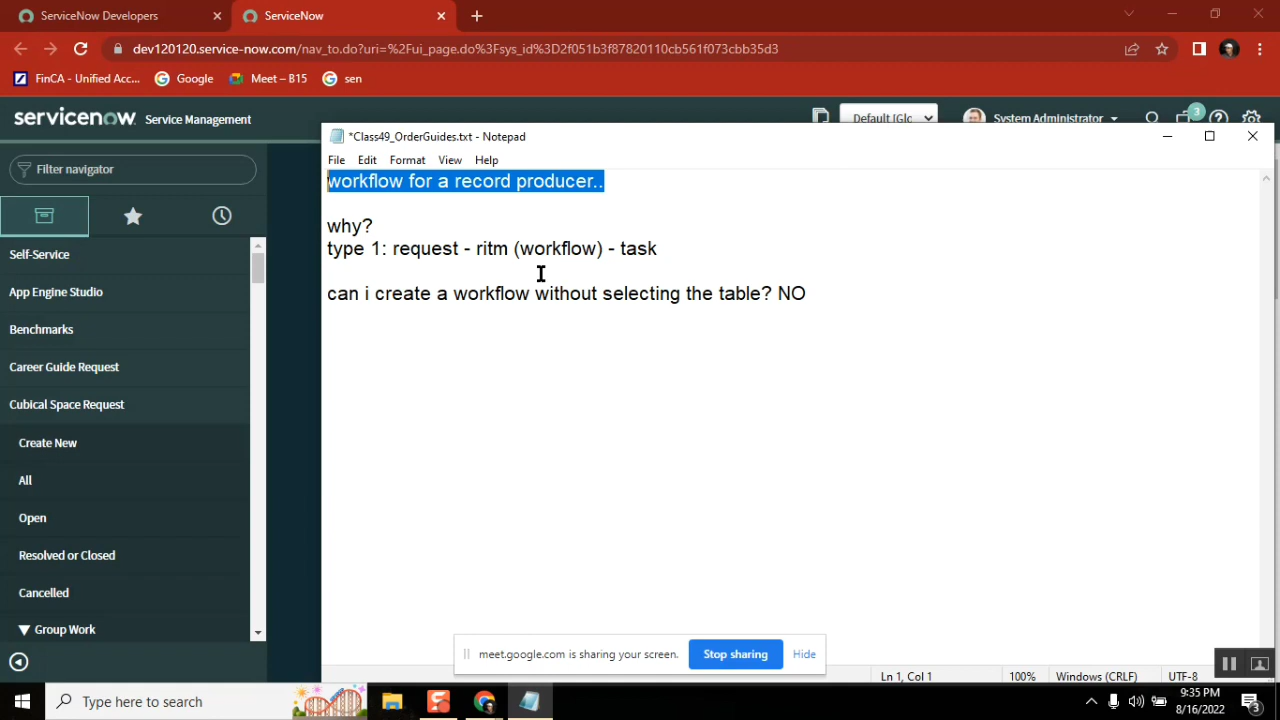 ServiceNow Developers
ServiceNow
dev120120.service-now.com/nav_to.do?uri=%2Fui_page.do%3Fsys_id%3D2f051b3f87820110cb561f073cbb35d3
FinCA - Unified Acc...
Google
Meet – B15
sen
servicenow
Service Management
Default [Glc
System Administrator
3
Filter navigator
Self-Service
App Engine Studio
Benchmarks
Career Guide Request
Cubical Space Request
Create New
All
Open
Resolved or Closed
Cancelled
Group Work
*Class49_OrderGuides.txt - Notepad
File Edit Format View Help
workflow for a record producer..
why?
type 1: request - ritm (workflow) - task
can i create a workflow without selecting the table? NO
meet.google.com is sharing your screen.
Stop sharing
Hide
Ln 1, Col 1
100%
Windows (CRLF)
UTF-8
Type here to search
9:35 PM
8/16/2022
3